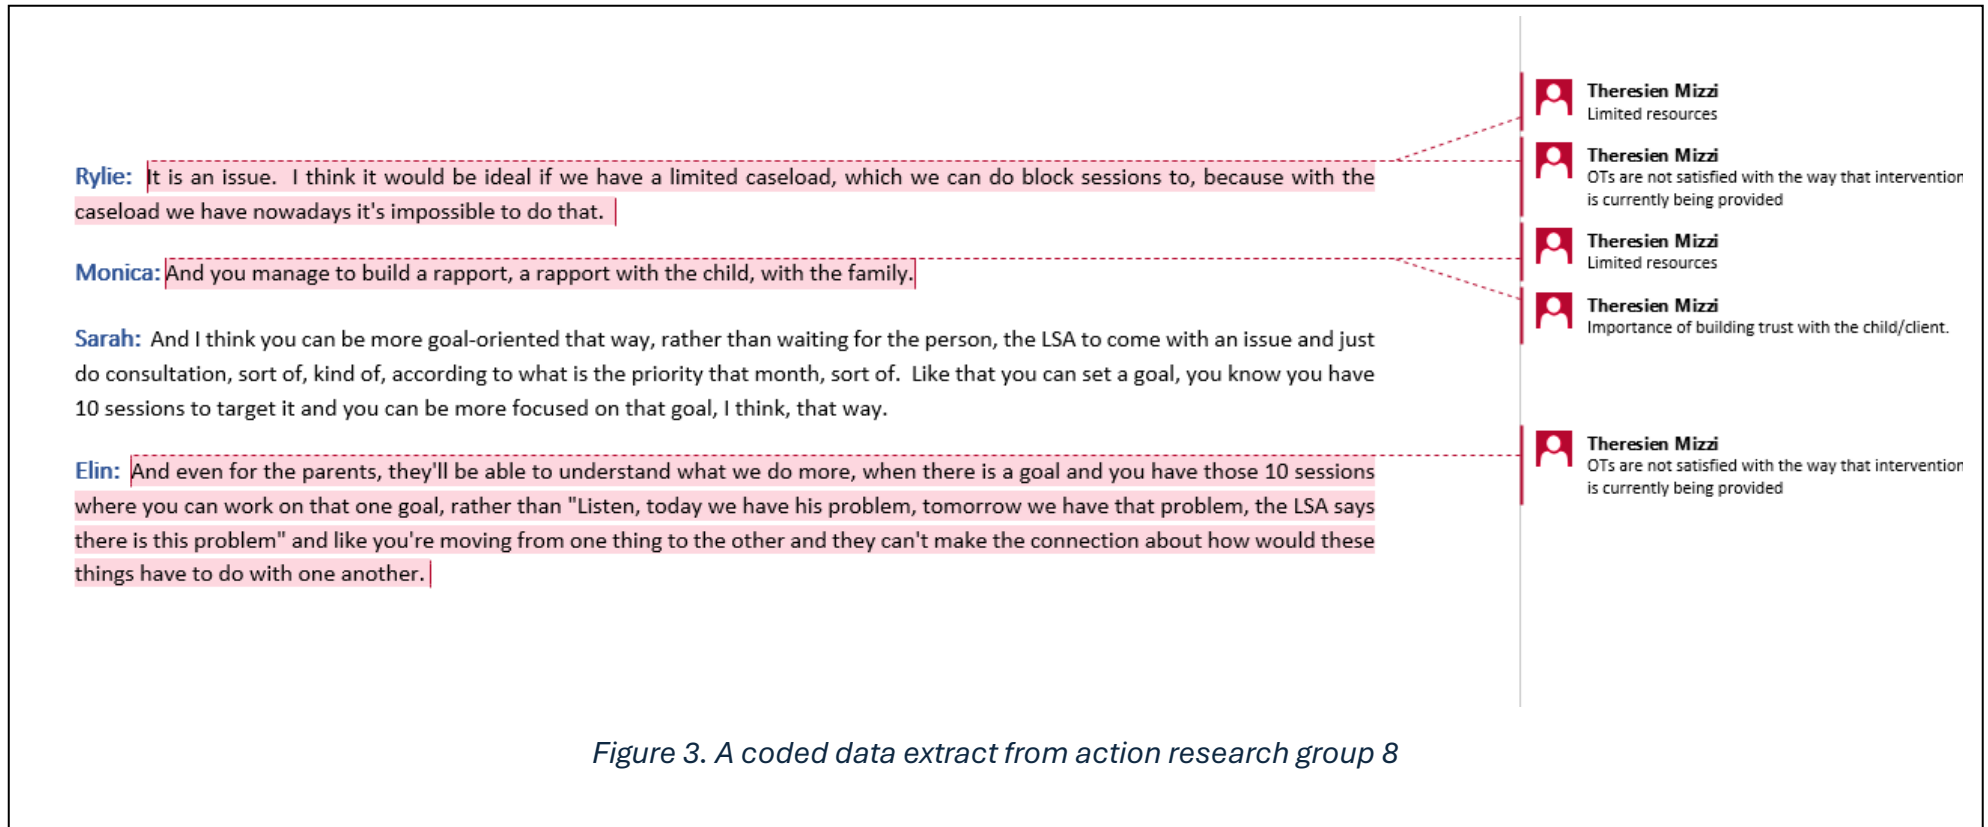 Rylie: It is an issue. I think it would be ideal if we have a limited caseload, which we can do block sessions to, because with the
caseload we have nowadays it's impossible to do that.
Monica: And you manage to build a rapport, a rapport with the child, with the family.
Sarah: And I think you can be more goal-oriented that way, rather than waiting for the person, the LSA to come with an issue and just
do consultation, sort of, kind of, according to what is the priority that month, sort of. Like that you can set a goal, you know you have
10 sessions to target it and you can be more focused on that goal, I think, that way.
Elin: And even for the parents, they'll be able to understand what we do more, when there is a goal and you have those 10 sessions
where you can work on that one goal, rather than "Listen, today we have his problem, tomorrow we have that problem, the LSA says
there is this problem" and like you're moving from one thing to the other and they can't make the connection about how would these
things have to do with one another.
Theresien Mizzi
Limited resources
Theresien Mizzi
OTs are not satisfied with the way that intervention
is currently being provided
Theresien Mizzi
Limited resources
Theresien Mizzi
Importance of building trust with the child/client.
Theresien Mizzi
OTs are not satisfied with the way that intervention
is currently being provided
Figure 3. A coded data extract from action research group 8